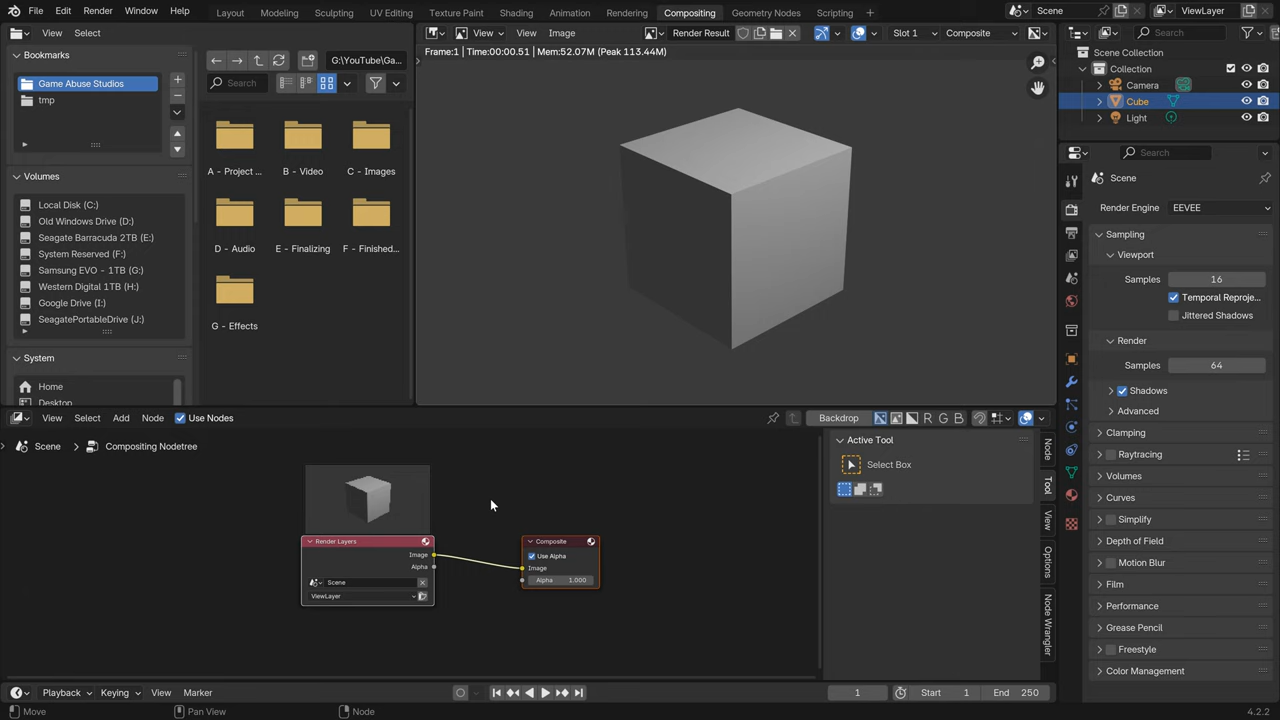 File Edit Render Window Help Layout Modeling Sculpting UV Editing Texture Paint Shading Animation Rendering Compositing Geometry Nodes Scripting + Scene ViewLayer
View Select
View View Image Render Result Slot 1 Composite
Search
Bookmarks
Game Abuse Studios
tmp
G:\YouTube\Ga...
Search
A - Project ... B - Video C - Images
D - Audio E - Finalizing F - Finished...
G - Effects
Volumes
Local Disk (C:)
Old Windows Drive (D:)
Seagate Barracuda 2TB (E:)
System Reserved (F:)
Samsung EVO - 1TB (G:)
Western Digital 1TB (H:)
Google Drive (I:)
SeagatePortableDrive (J:)
System
Home
Frame:1 | Time:00:00.51 | Mem:52.07M (Peak 113.44M)
Scene Collection
Collection
Camera
Cube
Light
Search
Scene
Render Engine EEVEE
Sampling
Viewport
Samples 16
Temporal Reproje...
Jittered Shadows
Render
Samples 64
Shadows
Advanced
Clamping
Raytracing
Volumes
Curves
Simplify
Depth of Field
Motion Blur
Film
Performance
Grease Pencil
Freestyle
Color Management
View Select Add Node Use Nodes Backdrop R G B
Scene > Compositing Nodetree
Render Layers
Image
Alpha
Scene
ViewLayer
Composite
Use Alpha
Image
Alpha 1.000
Active Tool
Select Box
Node
Tool
View
Options
Node Wrangler
Playback Keying View Marker 1 Start 1 End 250
Move Pan View Node 4.2.2